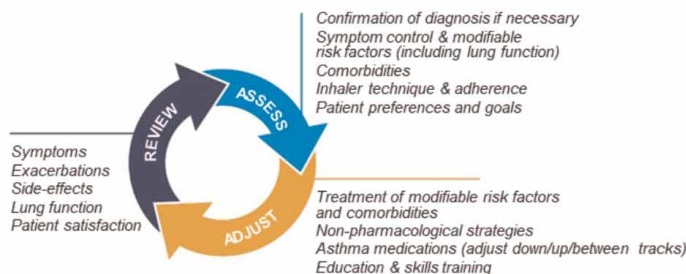 Confirmation of diagnosis if necessary
Symptom control & modifiable
risk factors (including lung function)
Comorbidities
Inhaler technique & adherence
Patient preferences and goals
ASSESS
REVIEW
Symptoms
Exacerbations
Side-effects
Lung function
Patient satisfaction
ADJUST
Treatment of modifiable risk factors
and comorbidities
Non-pharmacological strategies
Asthma medications (adjust down/up/between tracks)
Education & skills training